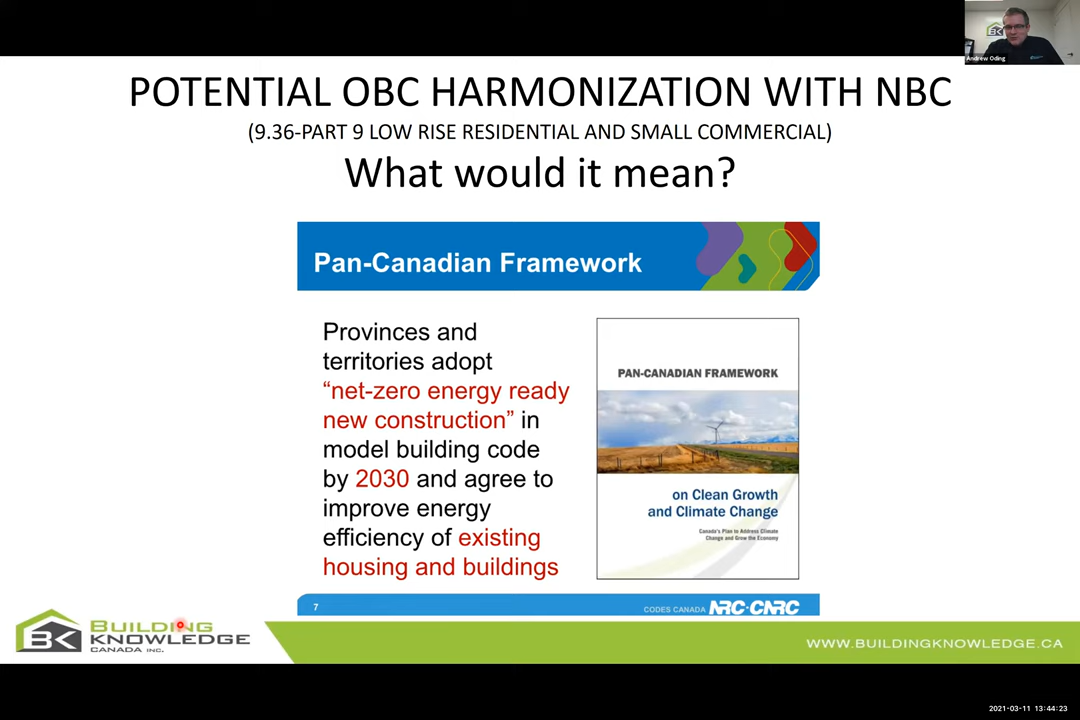 Andrew Oding
POTENTIAL OBC HARMONIZATION WITH NBC
(9.36-PART 9 LOW RISE RESIDENTIAL AND SMALL COMMERCIAL)
What would it mean?
Pan-Canadian Framework
Provinces and
territories adopt
“net-zero energy ready
new construction” in
model building code
by 2030 and agree to
improve energy
efficiency of existing
housing and buildings
PAN-CANADIAN FRAMEWORK
on Clean Growth
and Climate Change
Canada's Plan to Address Climate
Change and Grow the Economy
7
CODES CANADA NRC·CNRC
BK
BUILDING
KNOWLEDGE
CANADA INC.
WWW.BUILDINGKNOWLEDGE.CA
2021-03-11 13:44:23